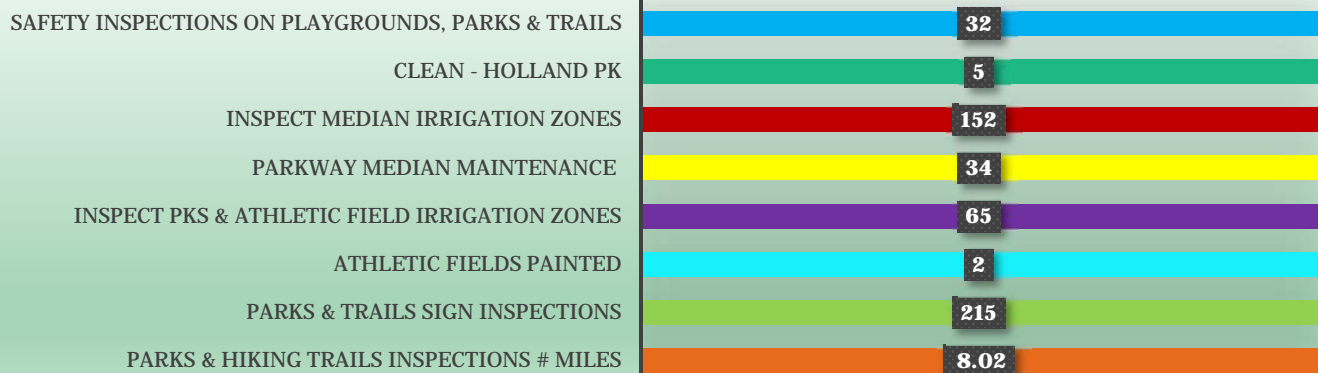 SAFETY INSPECTIONS ON PLAYGROUNDS, PARKS & TRAILS 32
CLEAN - HOLLAND PK 5
INSPECT MEDIAN IRRIGATION ZONES 152
PARKWAY MEDIAN MAINTENANCE 34
INSPECT PKS & ATHLETIC FIELD IRRIGATION ZONES 65
ATHLETIC FIELDS PAINTED 2
PARKS & TRAILS SIGN INSPECTIONS 215
PARKS & HIKING TRAILS INSPECTIONS # MILES 8.02